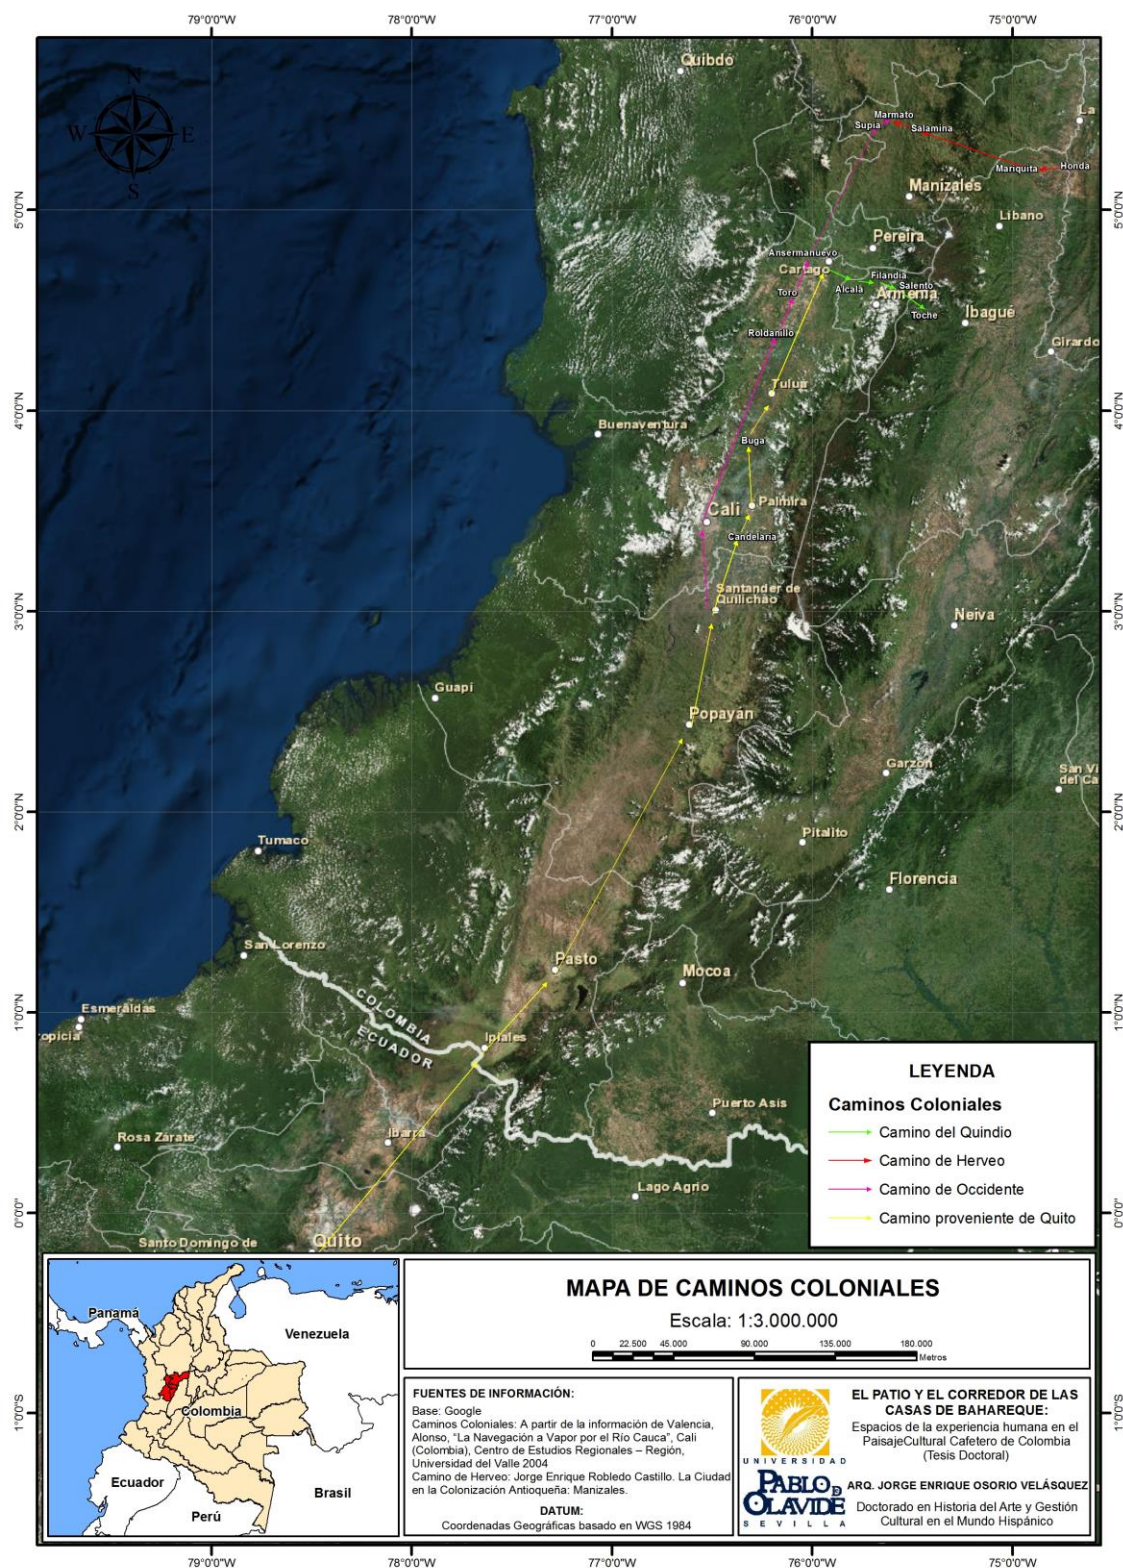 79°0'0"W
78°0'0"W
77°0'0"W
76°0'0"W
75°0'0"W
N
W
E
S
Quibdó
La
Marmato
Supia
Salamina
Mariquita
Honda
Manizales
5°0'0"N
5°0'0"N
Líbano
Pereira
Ansermanuevo
Cartago
Filandia
Alcalá
Salento
Toro
Armenia
Toche
Ibagué
Roldanillo
Girardo
Tuluá
4°0'0"N
4°0'0"N
Buenaventura
Buga
Palmira
Cali
Candelaria
Santander de
Quilichao
3°0'0"N
3°0'0"N
Neiva
Guapi
Popayán
Garzón
San Vi
del Ca
2°0'0"N
2°0'0"N
Tumaco
Pitalito
Florencia
San Lorenzo
Pasto
Mocoa
1°0'0"N
1°0'0"N
Esmeraldas
opicia
COLOMBIA
ECUADOR
Ipiales
Puerto Asís
Ibarra
Rosa Zárate
Lago Agrio
0°0'0"
0°0'0"
Quito
Santo Domingo de
LEYENDA
Caminos Coloniales
Camino del Quindio
Camino de Herveo
Camino de Occidente
Camino proveniente de Quito
Panamá
Venezuela
Colombia
Ecuador
Brasil
Perú
MAPA DE CAMINOS COLONIALES
Escala: 1:3.000.000
0 22.500 45.000 90.000 135.000 180.000
Metros
FUENTES DE INFORMACIÓN:
Base: Google
Caminos Coloniales: A partir de la información de Valencia,
Alonso, "La Navegación a Vapor por el Río Cauca", Cali
(Colombia), Centro de Estudios Regionales – Región,
Universidad del Valle 2004
Camino de Herveo: Jorge Enrique Robledo Castillo. La Ciudad
en la Colonización Antioqueña: Manizales.
DATUM:
Coordenadas Geográficas basado en WGS 1984
UNIVERSIDAD
PABLO DE
OLAVIDE
SEVILLA
EL PATIO Y EL CORREDOR DE LAS
CASAS DE BAHAREQUE:
Espacios de la experiencia humana en el
PaisajeCultural Cafetero de Colombia
(Tesis Doctoral)
ARQ. JORGE ENRIQUE OSORIO VELÁSQUEZ
Doctorado en Historia del Arte y Gestión
Cultural en el Mundo Hispánico
1°0'0"S
1°0'0"S
79°0'0"W
78°0'0"W
77°0'0"W
76°0'0"W
75°0'0"W